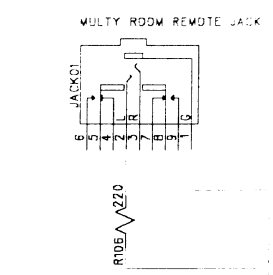 MULTY ROOM REMOTE JACK
JACK01
6 5 4 2 3 7 8 9 1
L R G
R106 220